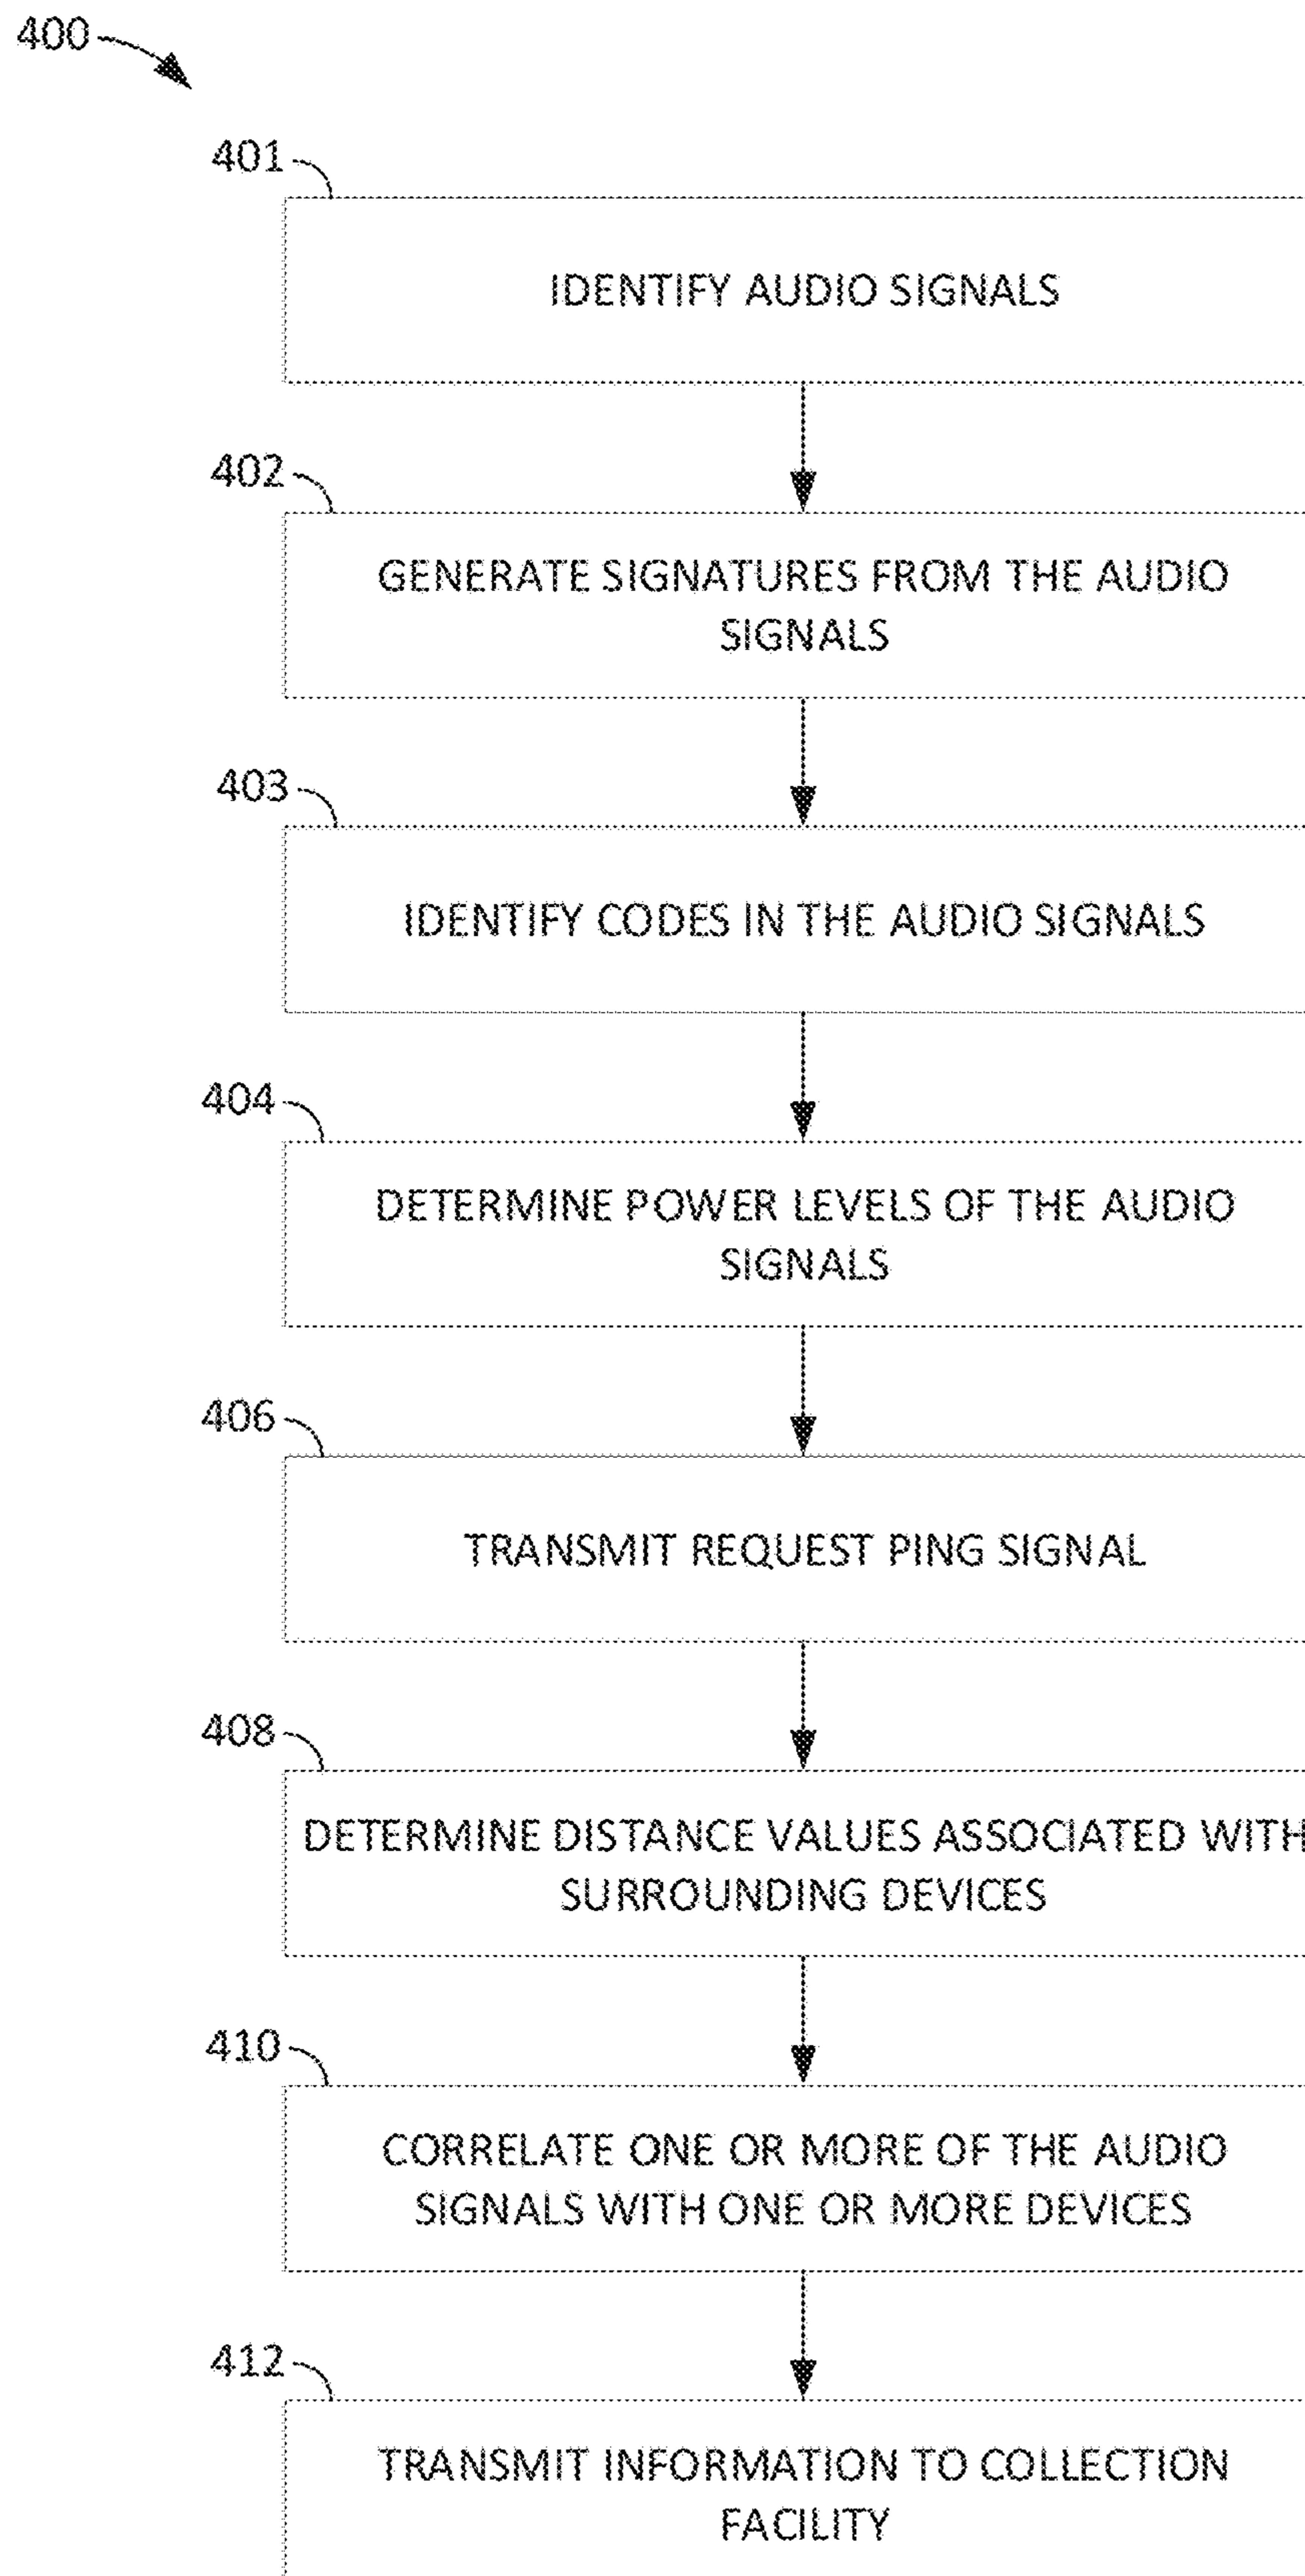 400
401
IDENTIFY AUDIO SIGNALS
402
GENERATE SIGNATURES FROM THE AUDIO
SIGNALS
403
IDENTIFY CODES IN THE AUDIO SIGNALS
404
DETERMINE POWER LEVELS OF THE AUDIO
SIGNALS
406
TRANSMIT REQUEST PING SIGNAL
408
DETERMINE DISTANCE VALUES ASSOCIATED WITH
SURROUNDING DEVICES
410
CORRELATE ONE OR MORE OF THE AUDIO
SIGNALS WITH ONE OR MORE DEVICES
412
TRANSMIT INFORMATION TO COLLECTION
FACILITY